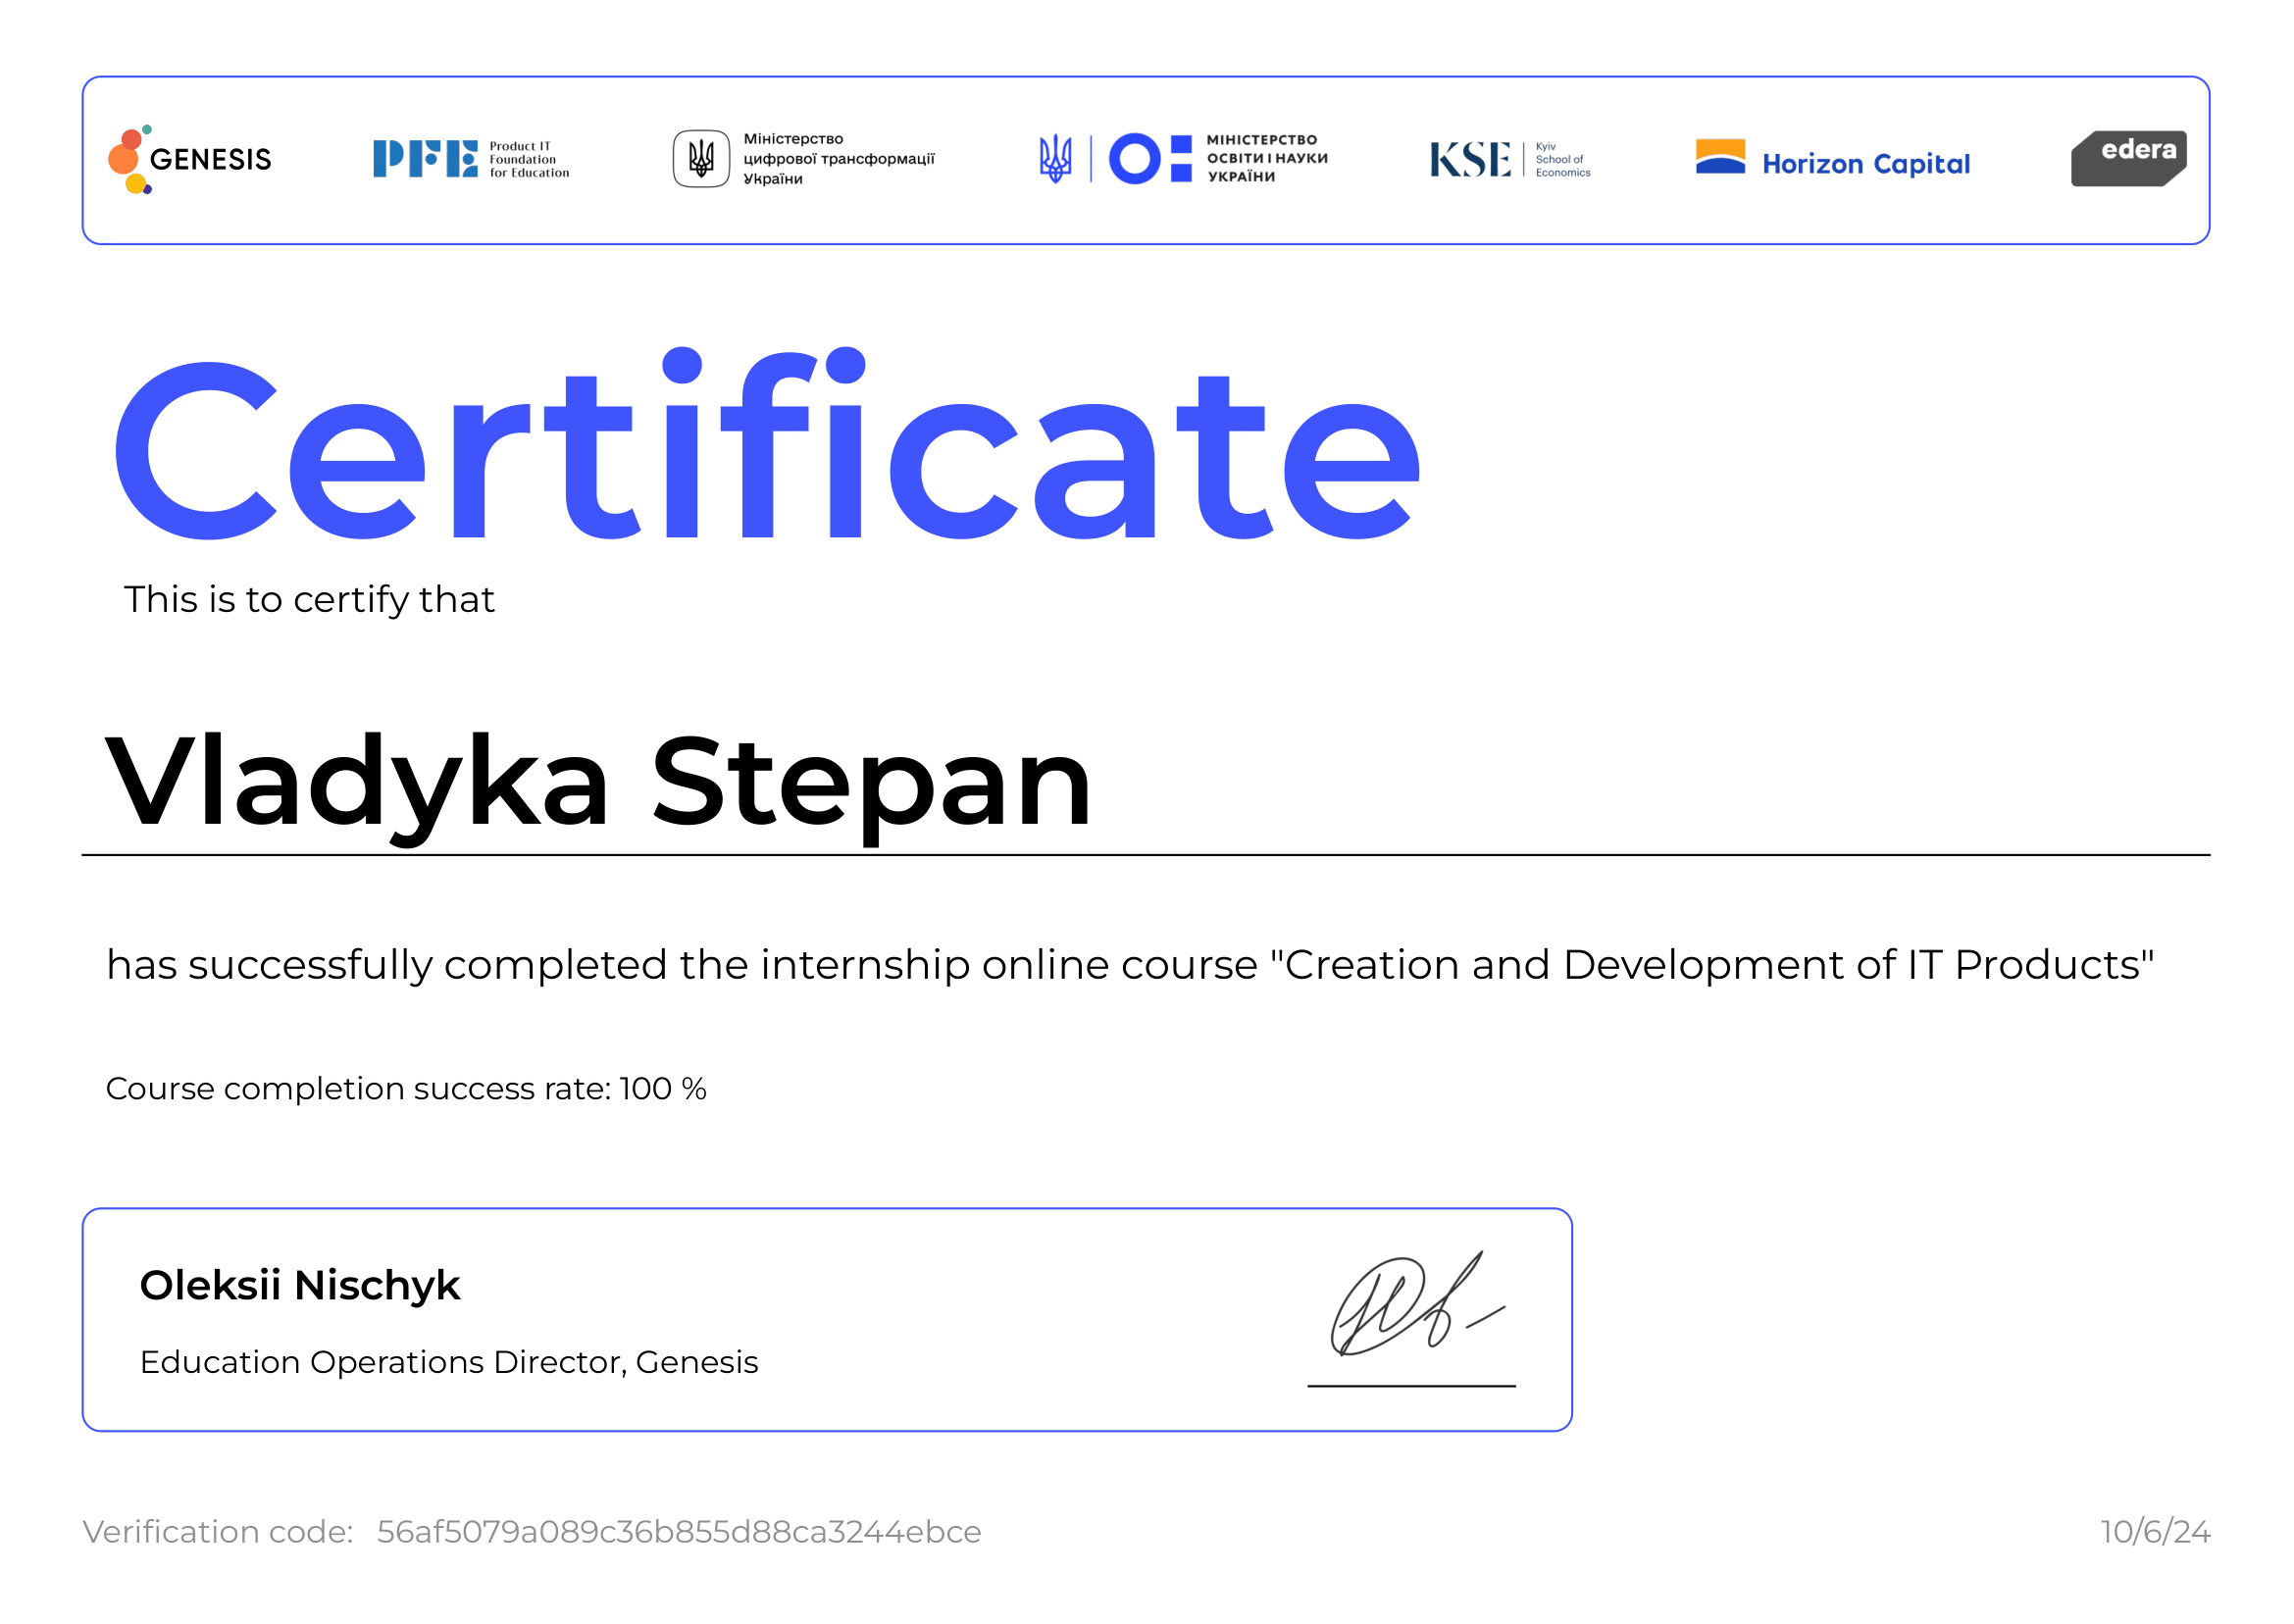 GENESIS
PFE Product IT
Foundation
for Education
Міністерство
цифрової трансформації
України
МІНІСТЕРСТВО
ОСВІТИ І НАУКИ
УКРАЇНИ
KSE Kyiv
School of
Economics
Horizon Capital
edera
Certificate
This is to certify that
Vladyka Stepan
has successfully completed the internship online course "Creation and Development of IT Products"
Course completion success rate: 100 %
Oleksii Nischyk
Education Operations Director, Genesis
Verification code: 56af5079a089c36b855d88ca3244ebce
10/6/24